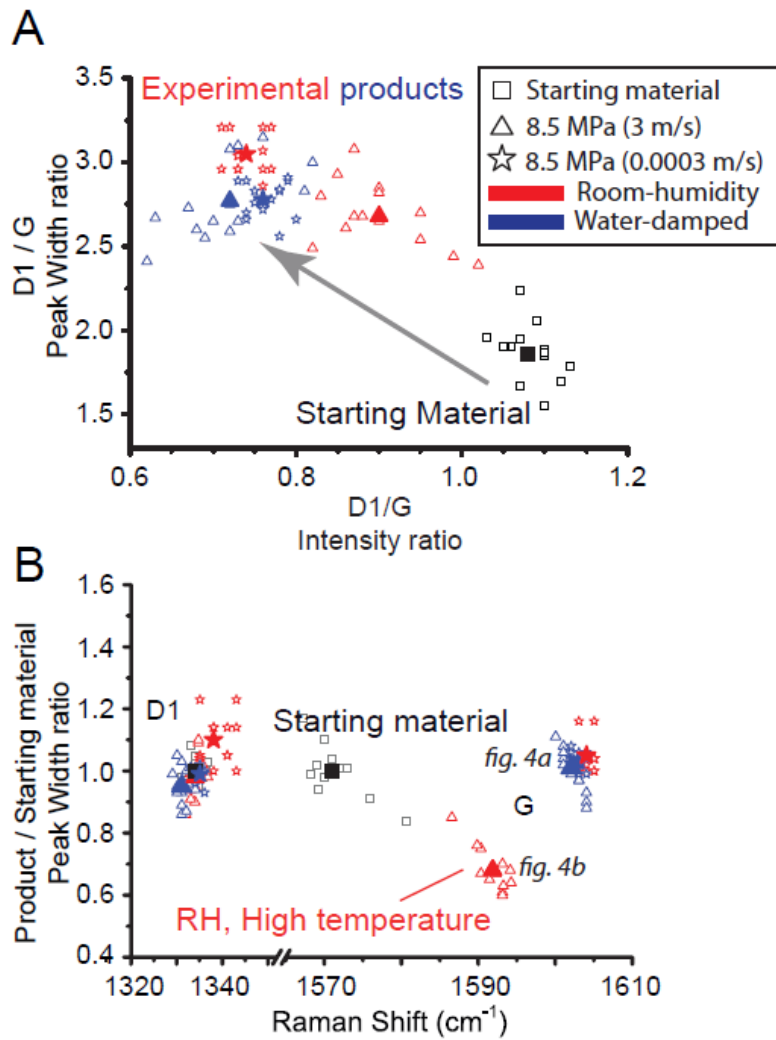 A
D1 / G
Peak Width ratio
3.5
3.0
2.5
2.0
1.5
Experimental products
Starting material
8.5 MPa (3 m/s)
8.5 MPa (0.0003 m/s)
Room-humidity
Water-damped
Starting Material
0.6
0.8
1.0
1.2
D1/G
Intensity ratio
B
Product / Starting material
Peak Width ratio
1.6
1.4
1.2
1.0
0.8
0.6
0.4
D1
Starting material
fig. 4a
G
fig. 4b
RH, High temperature
1320
1340
1570
1590
1610
Raman Shift (cm⁻¹)